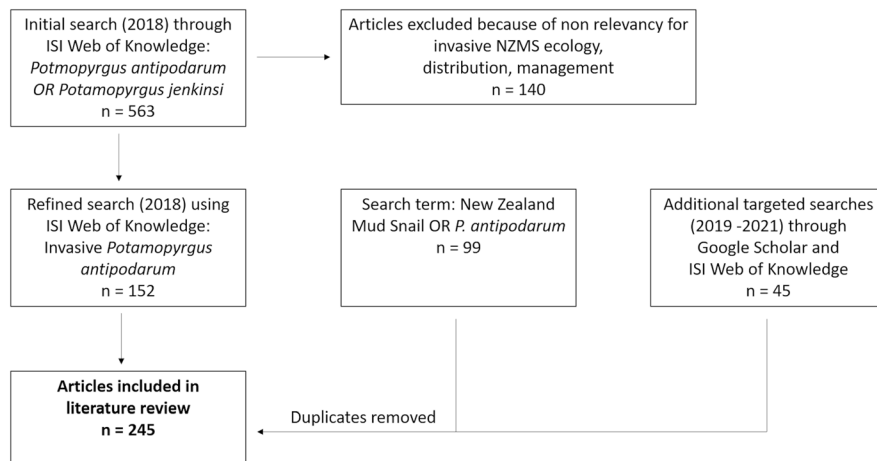 Initial search (2018) through
ISI Web of Knowledge:
Potmopyrgus antipodarum
OR Potamopyrgus jenkinsi
n = 563
Articles excluded because of non relevancy for
invasive NZMS ecology,
distribution, management
n = 140
Refined search (2018) using
ISI Web of Knowledge:
Invasive Potamopyrgus
antipodarum
n = 152
Search term: New Zealand
Mud Snail OR P. antipodarum
n = 99
Additional targeted searches
(2019 -2021) through
Google Scholar and
ISI Web of Knowledge
n = 45
Articles included in
literature review
n = 245
Duplicates removed